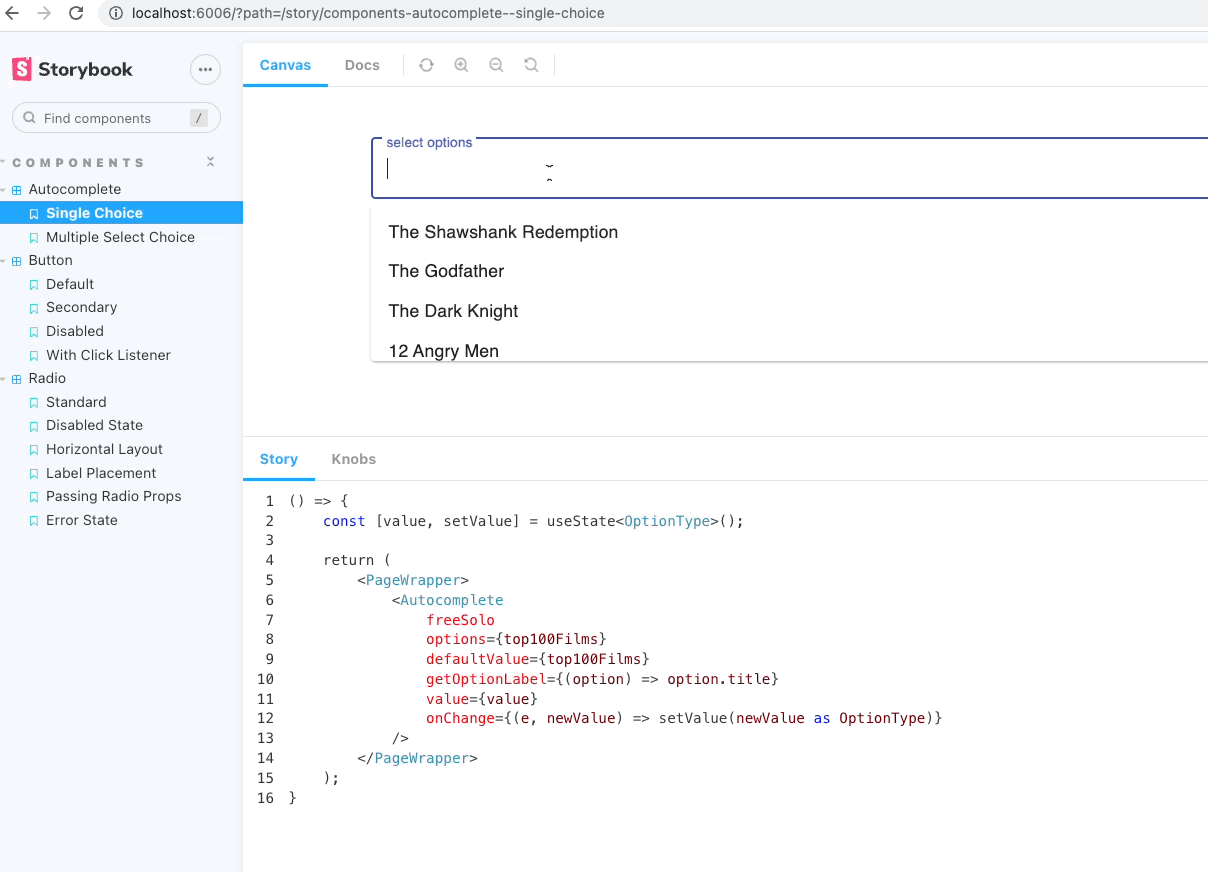 localhost:6006/?path=/story/components-autocomplete--single-choice
Storybook
Find components /
COMPONENTS
Autocomplete
Single Choice
Multiple Select Choice
Button
Default
Secondary
Disabled
With Click Listener
Radio
Standard
Disabled State
Horizontal Layout
Label Placement
Passing Radio Props
Error State
Canvas Docs
select options
The Shawshank Redemption
The Godfather
The Dark Knight
12 Angry Men
Story Knobs
1 () => {
2     const [value, setValue] = useState<OptionType>();
3
4     return (
5         <PageWrapper>
6             <Autocomplete
7                 freeSolo
8                 options={top100Films}
9                 defaultValue={top100Films}
10                 getOptionLabel={(option) => option.title}
11                 value={value}
12                 onChange={(e, newValue) => setValue(newValue as OptionType)}
13             />
14         </PageWrapper>
15     );
16 }